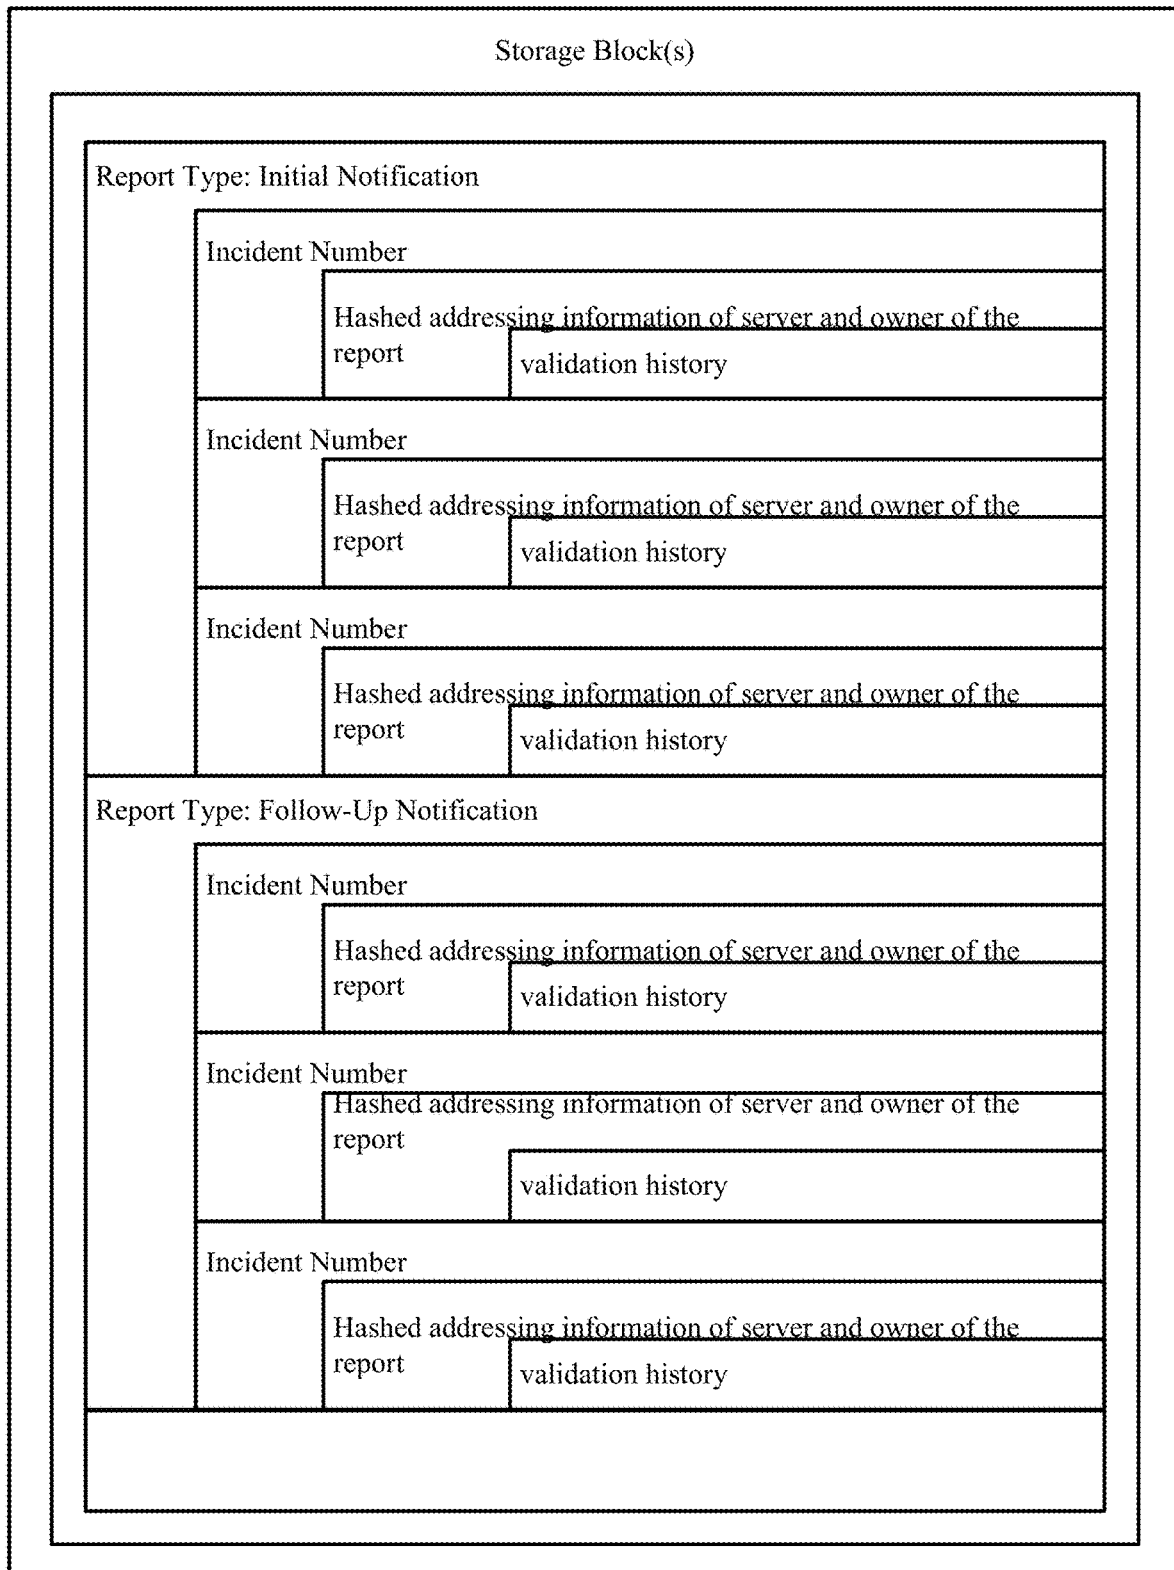 Storage Block(s)
Report Type: Initial Notification
Incident Number
Hashed addressing information of server and owner of the
report
validation history
Incident Number
Hashed addressing information of server and owner of the
report
validation history
Incident Number
Hashed addressing information of server and owner of the
report
validation history
Report Type: Follow-Up Notification
Incident Number
Hashed addressing information of server and owner of the
report
validation history
Incident Number
Hashed addressing information of server and owner of the
report
validation history
Incident Number
Hashed addressing information of server and owner of the
report
validation history